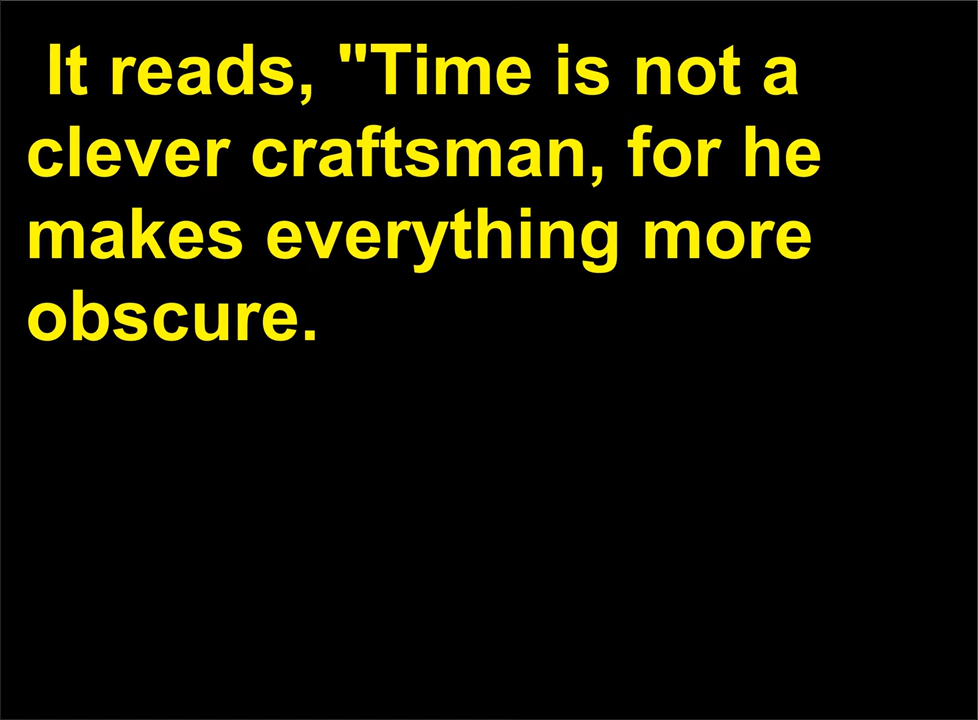 It reads, "Time is not a
clever craftsman, for he
makes everything more
obscure.